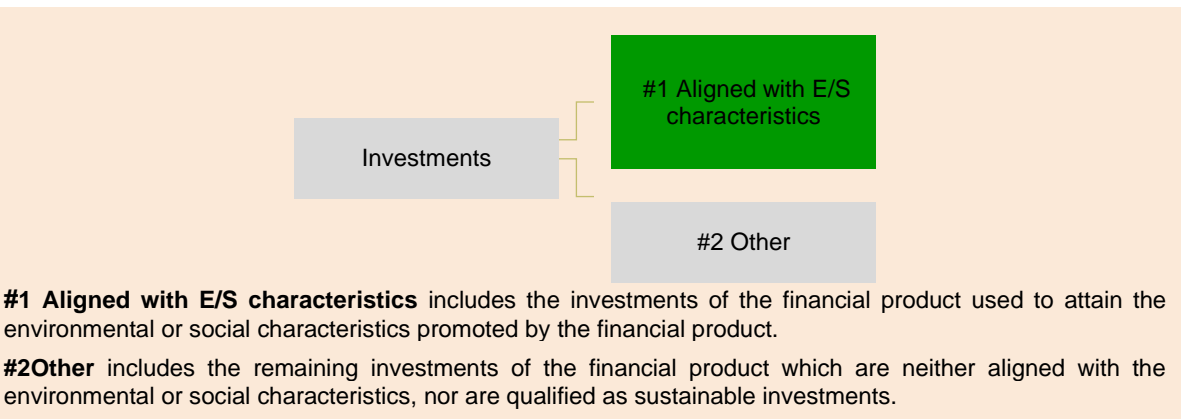 #1 Aligned with E/S
characteristics
Investments
#2 Other
#1 Aligned with E/S characteristics includes the investments of the financial product used to attain the
environmental or social characteristics promoted by the financial product.
#2Other includes the remaining investments of the financial product which are neither aligned with the
environmental or social characteristics, nor are qualified as sustainable investments.